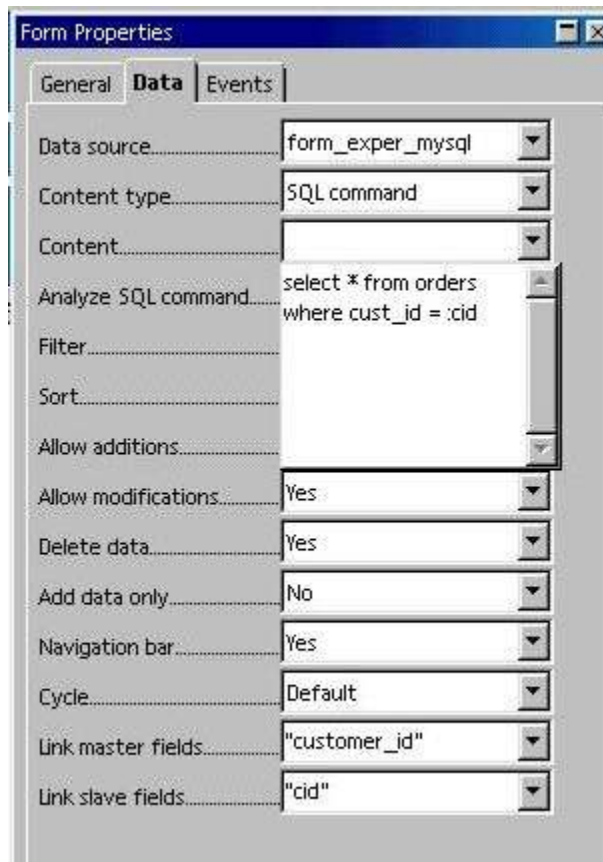 Form Properties
General Data Events
Data source form_exper_mysql
Content type SQL command
Content
Analyze SQL command select * from orders
where cust_id = :cid
Filter
Sort
Allow additions
Allow modifications Yes
Delete data Yes
Add data only No
Navigation bar Yes
Cycle Default
Link master fields "customer_id"
Link slave fields "cid"